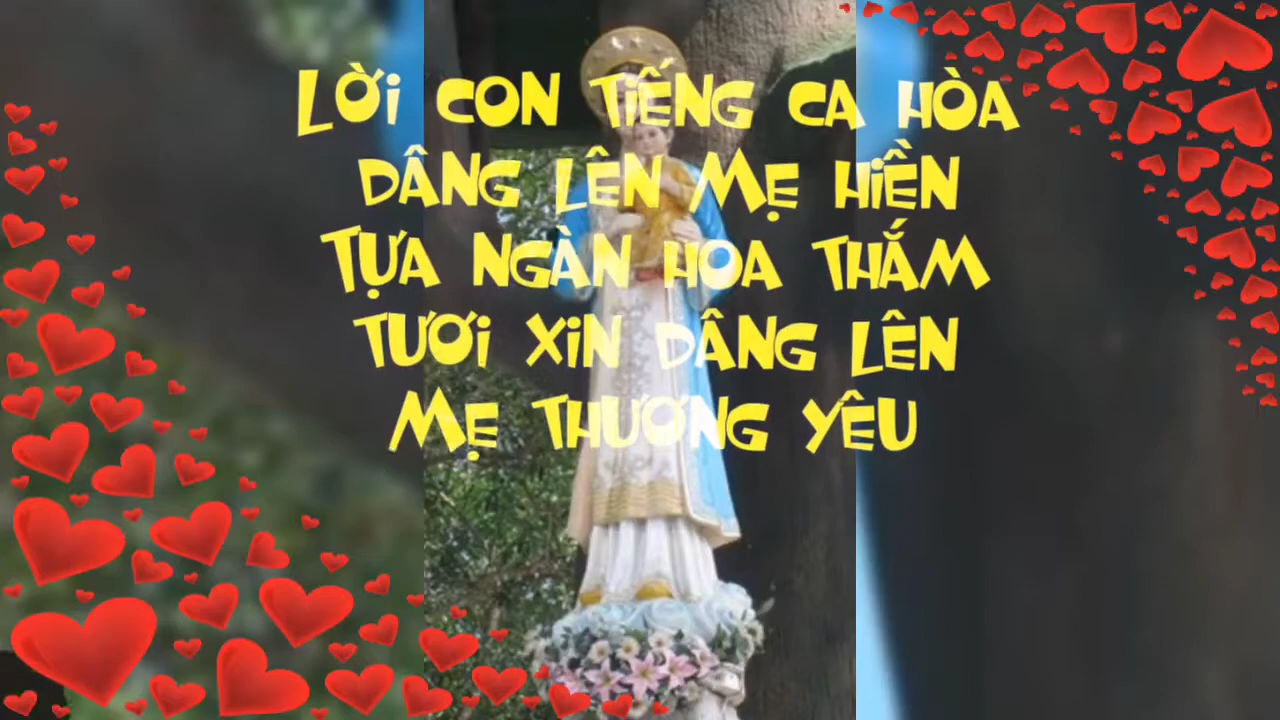 LỜI CON TIẾNG CA HÒA
DÂNG LÊN MẸ HIỀN
TỰA NGÀN HOA THẮM
TƯƠI XIN DÂNG LÊN
MẸ THƯƠNG YÊU